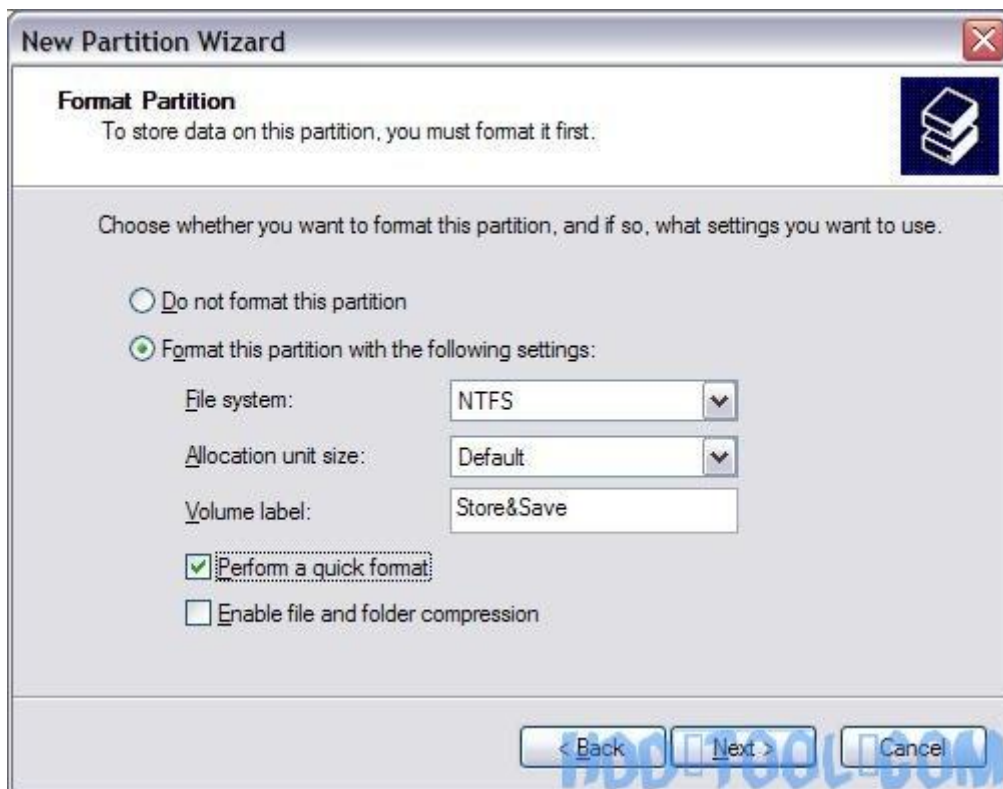 New Partition Wizard
Format Partition
To store data on this partition, you must format it first.
Choose whether you want to format this partition, and if so, what settings you want to use.
Do not format this partition
Format this partition with the following settings:
File system: NTFS
Allocation unit size: Default
Volume label: Store&Save
Perform a quick format
Enable file and folder compression
< Back Next > Cancel
HDD-TOOL.COM